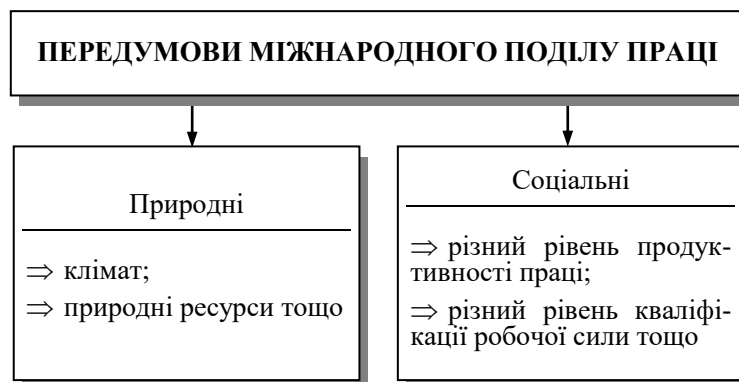 ПЕРЕДУМОВИ МІЖНАРОДНОГО ПОДІЛУ ПРАЦІ
Природні
⇒ клімат;
⇒ природні ресурси тощо
Соціальні
⇒ різний рівень продук-
тивності праці;
⇒ різний рівень кваліфі-
кації робочої сили тощо